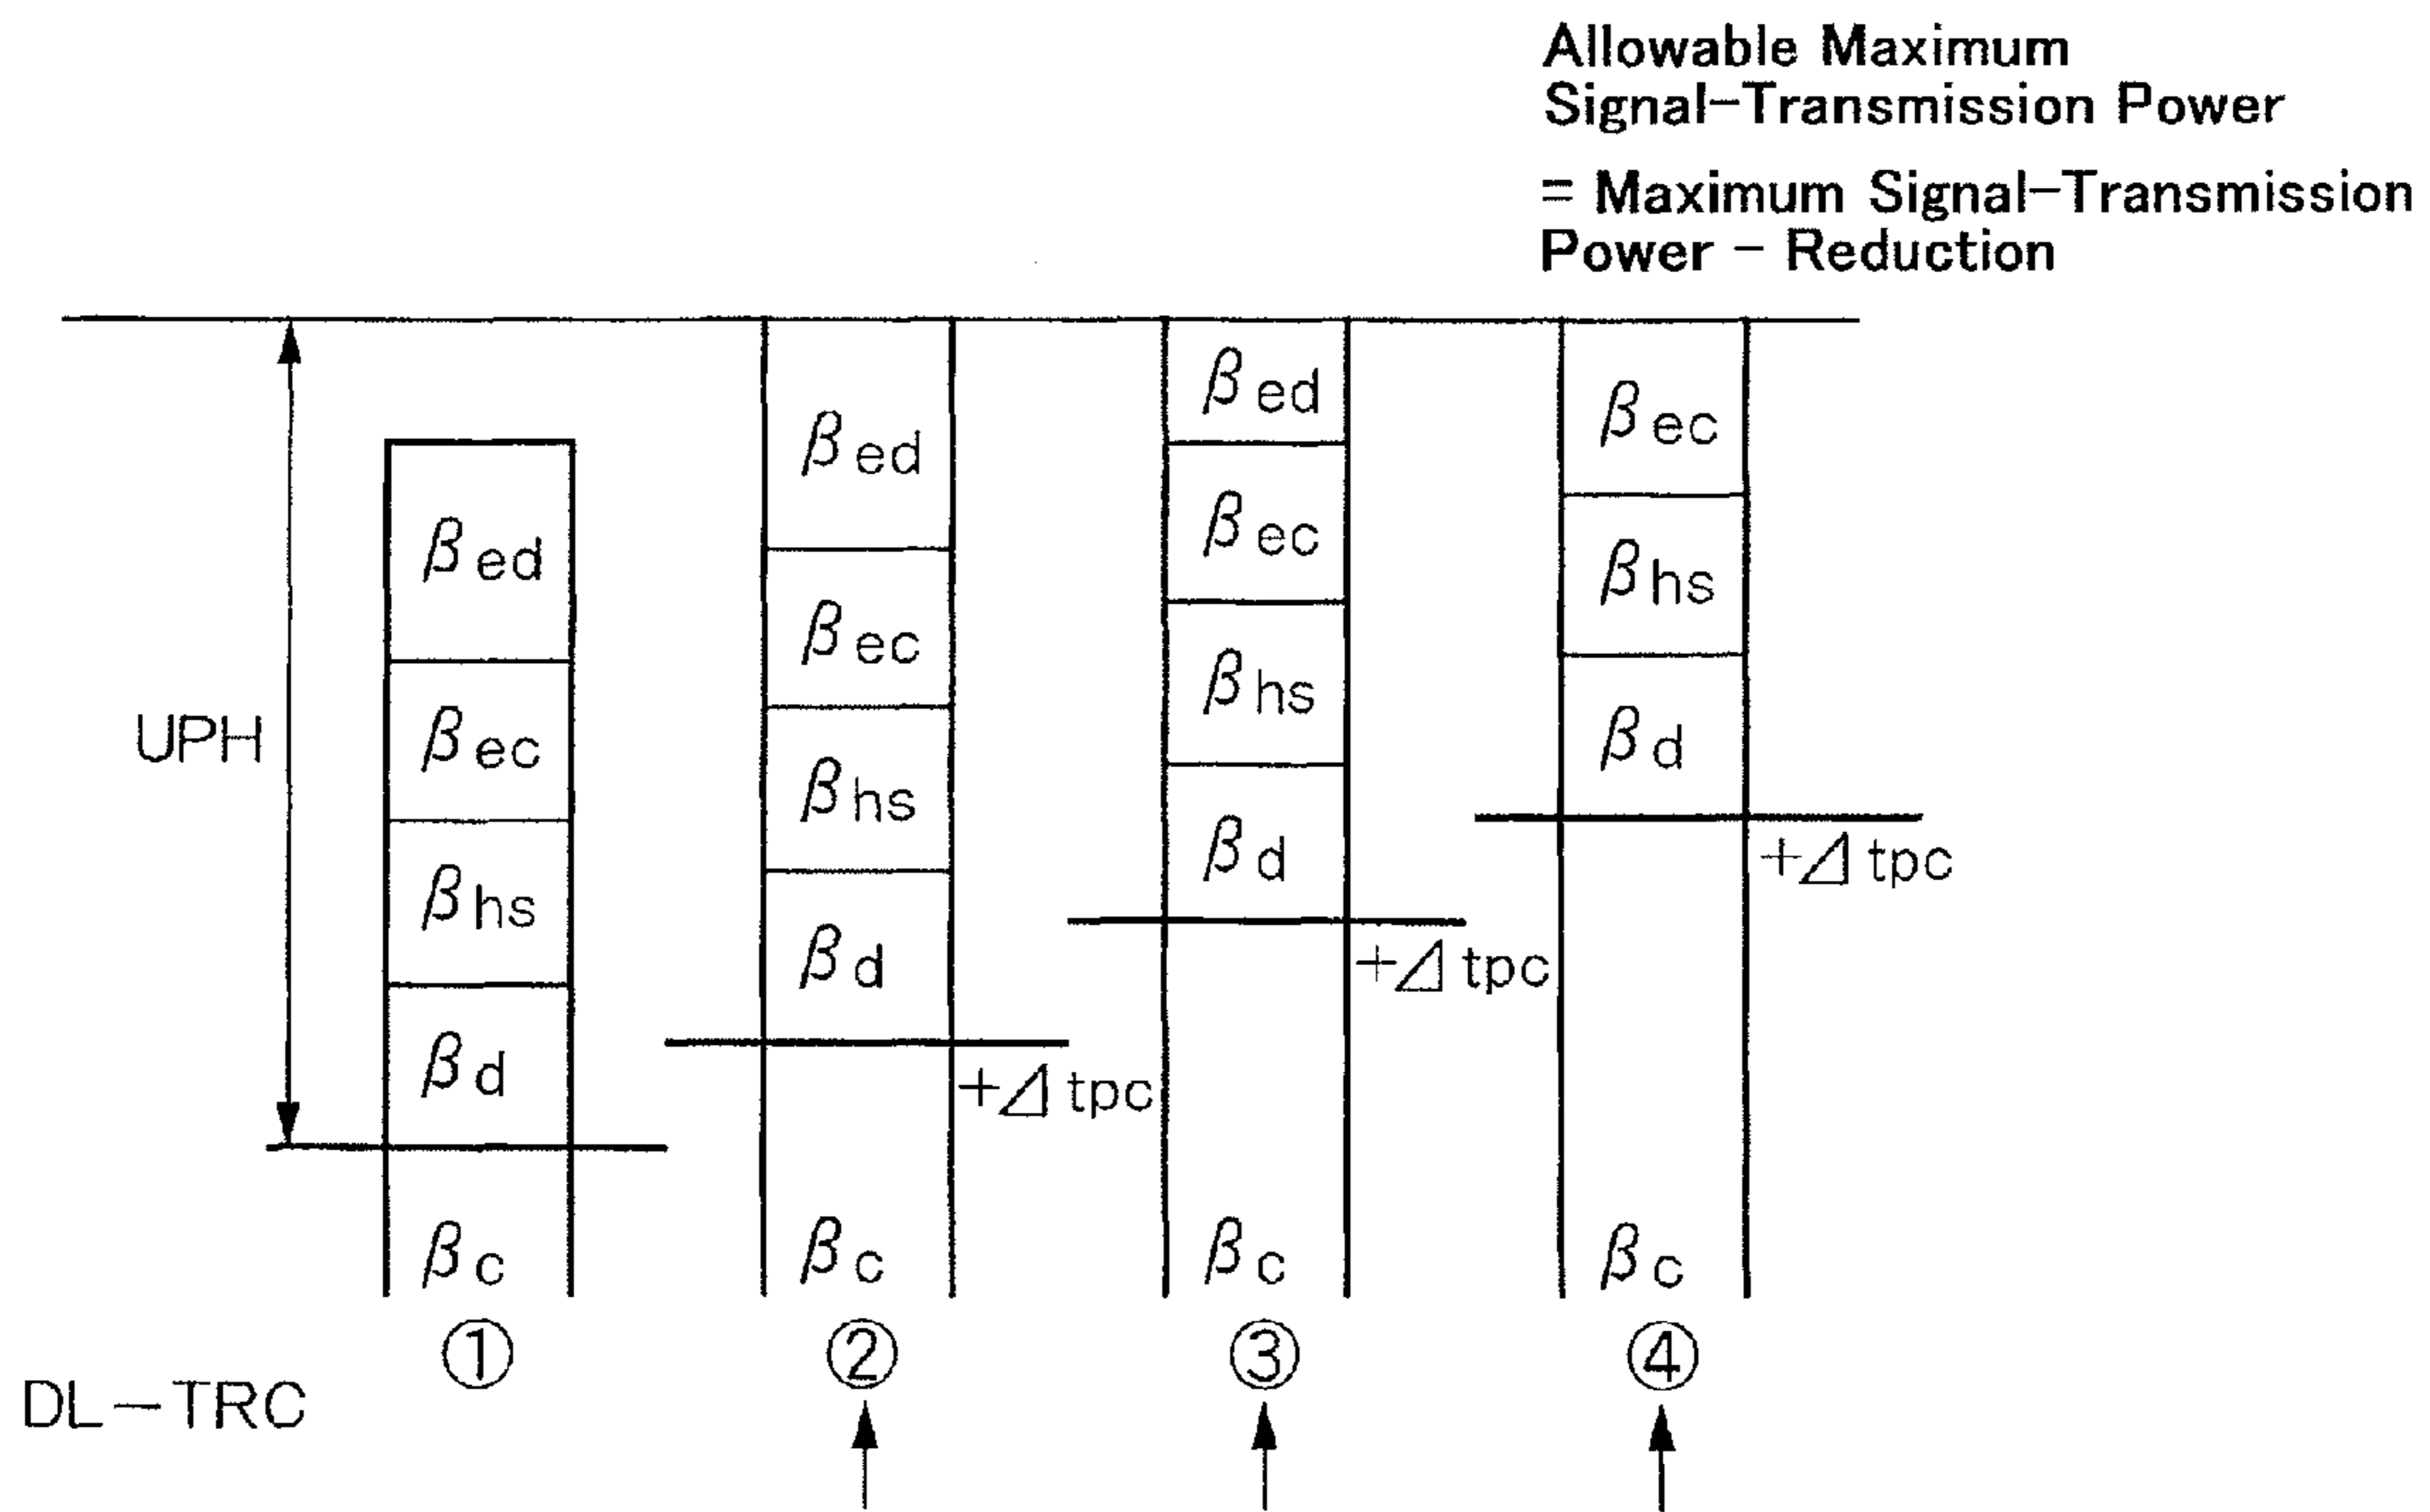 Allowable Maximum
Signal-Transmission Power
= Maximum Signal-Transmission
Power - Reduction
UPH
βed
βec
βhs
βd
βc
①
βed
βec
βhs
βd
+⊿tpc
βc
②
βed
βec
βhs
βd
+⊿tpc
βc
③
βec
βhs
βd
+⊿tpc
βc
④
DL-TRC